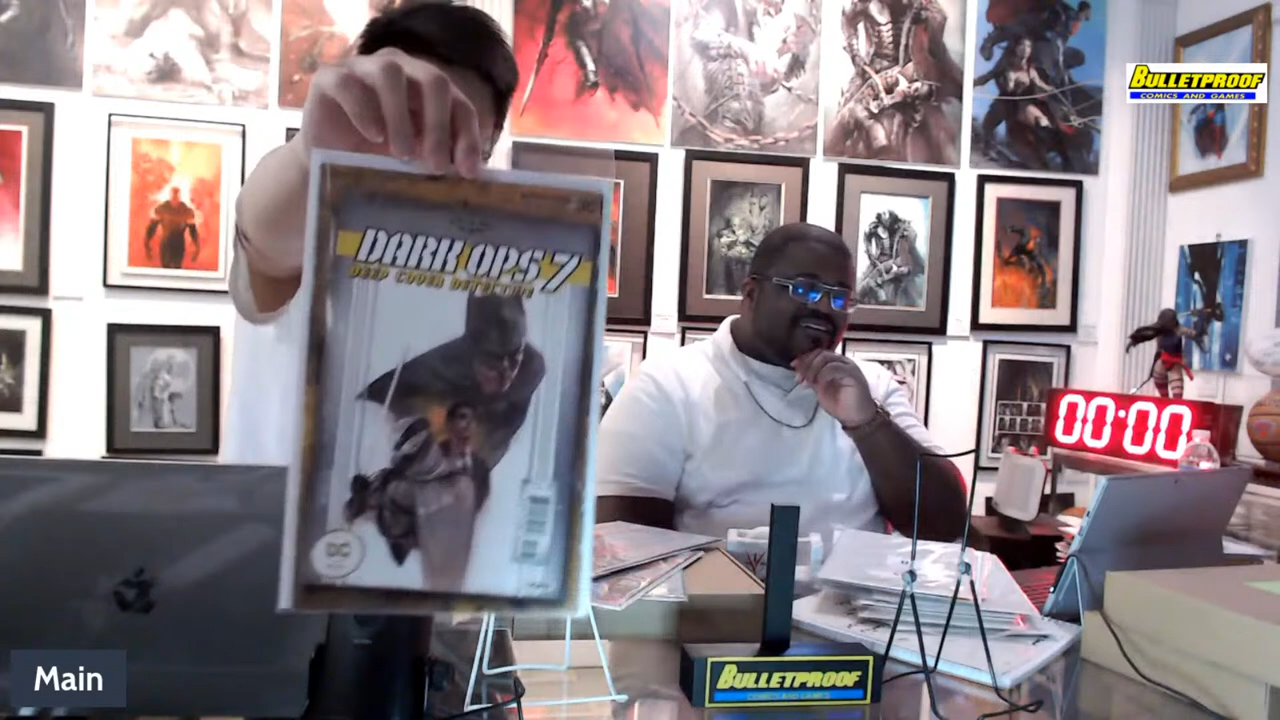 BULLETPROOF
COMICS AND GAMES
DARK OPS 7
DEEP COVER DETECTIVE
00:00
DC
BULLETPROOF
COMICS AND GAMES
Main